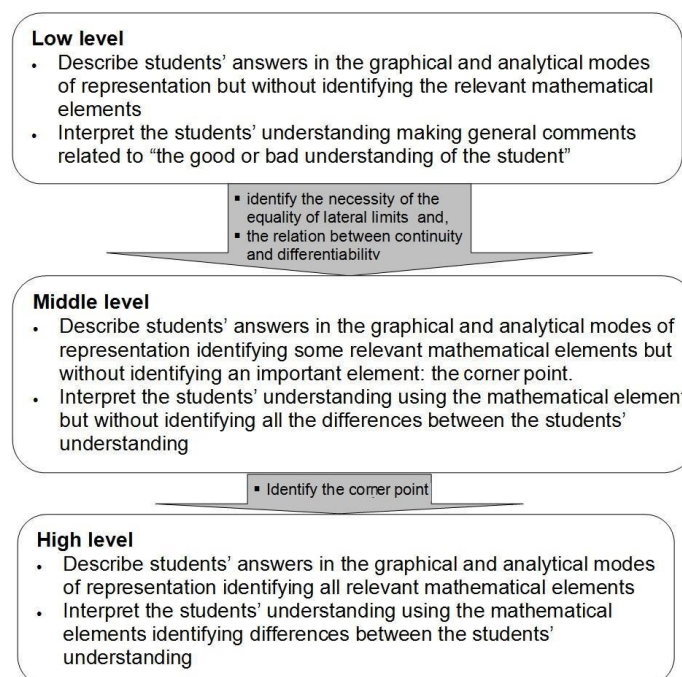 Low level
• Describe students’ answers in the graphical and analytical modes
of representation but without identifying the relevant mathematical
elements
• Interpret the students’ understanding making general comments
related to “the good or bad understanding of the student”
▪ identify the necessity of the
equality of lateral limits and,
▪ the relation between continuity
and differentiability
Middle level
• Describe students’ answers in the graphical and analytical modes of
representation identifying some relevant mathematical elements but
without identifying an important element: the corner point.
• Interpret the students’ understanding using the mathematical element
but without identifying all the differences between the students’
understanding
▪ Identify the corner point
High level
• Describe students’ answers in the graphical and analytical modes
of representation identifying all relevant mathematical elements
• Interpret the students’ understanding using the mathematical
elements identifying differences between the students’
understanding